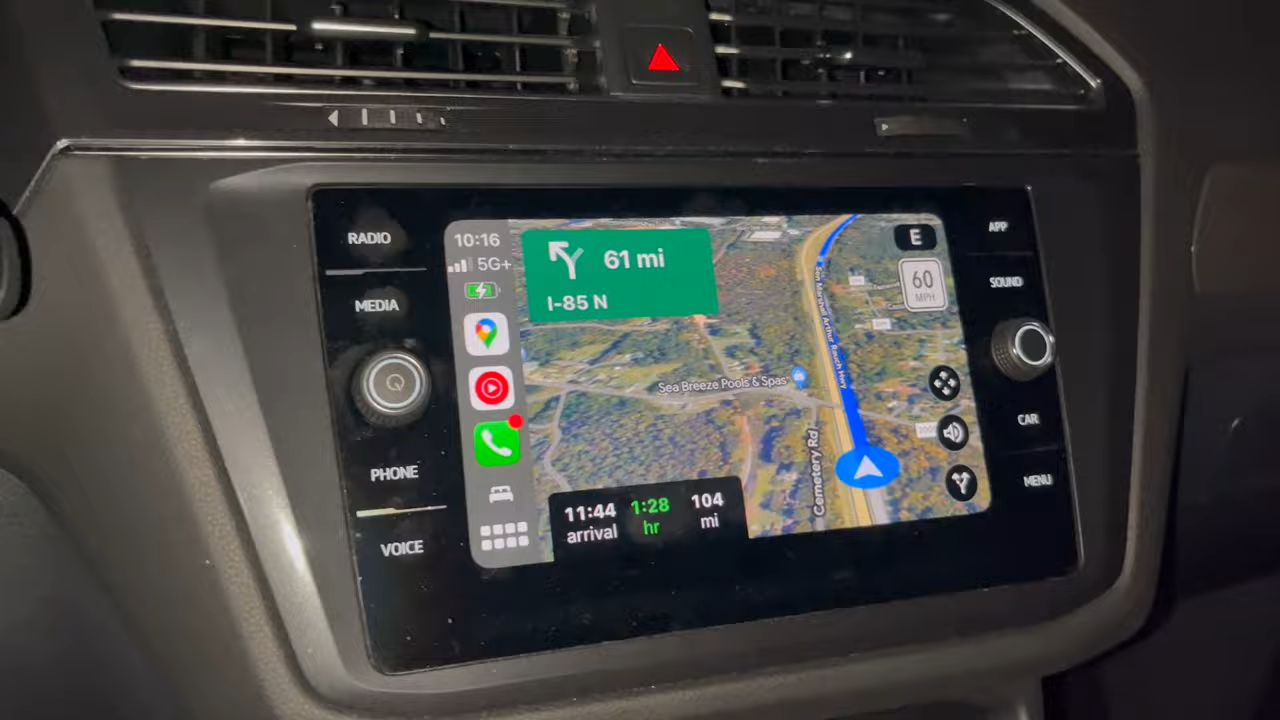 RADIO
MEDIA
PHONE
VOICE
10:16
5G+
61 mi
I-85 N
E
60
MPH
Sea Breeze Pools & Spas
Cemetery Rd
11:44
arrival
1:28
hr
104
mi
APP
SOUND
CAR
MENU